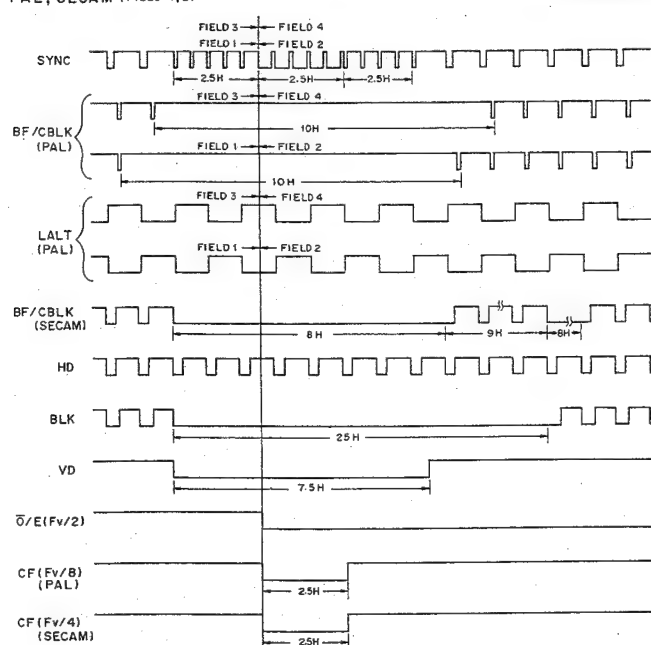 PAL, SECAM
FIELD 3 FIELD 4
FIELD 1 FIELD 2
SYNC
2.5H 2.5H 2.5H
FIELD 3 FIELD 4
BF/CBLK
(PAL)
10H
FIELD 1 FIELD 2
10H
FIELD 3 FIELD 4
LALT
(PAL)
FIELD 1 FIELD 2
BF/CBLK
(SECAM)
8H 9H 8H
HD
BLK
25H
VD
7.5H
O̅/E(Fv/2)
CF(Fv/8)
(PAL)
2.5H
CF(Fv/4)
(SECAM)
2.5H